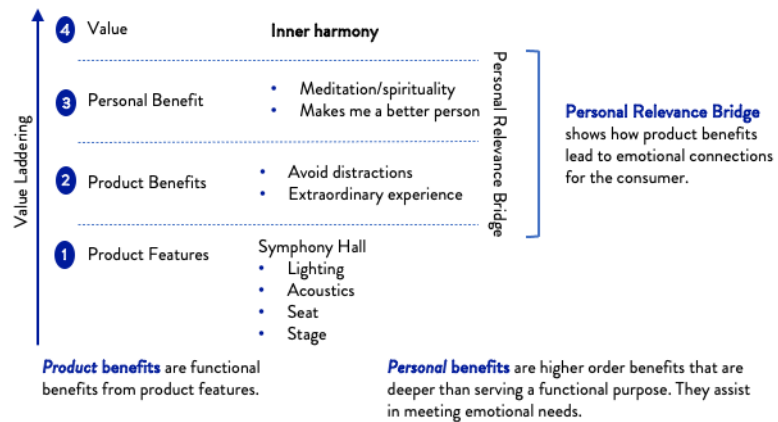 4 Value Inner harmony
3 Personal Benefit
• Meditation/spirituality
• Makes me a better person
2 Product Benefits
• Avoid distractions
• Extraordinary experience
1 Product Features
Symphony Hall
• Lighting
• Acoustics
• Seat
• Stage
Value Laddering
Personal Relevance Bridge
Personal Relevance Bridge
shows how product benefits
lead to emotional connections
for the consumer.
Product benefits are functional
benefits from product features.
Personal benefits are higher order benefits that are
deeper than serving a functional purpose. They assist
in meeting emotional needs.